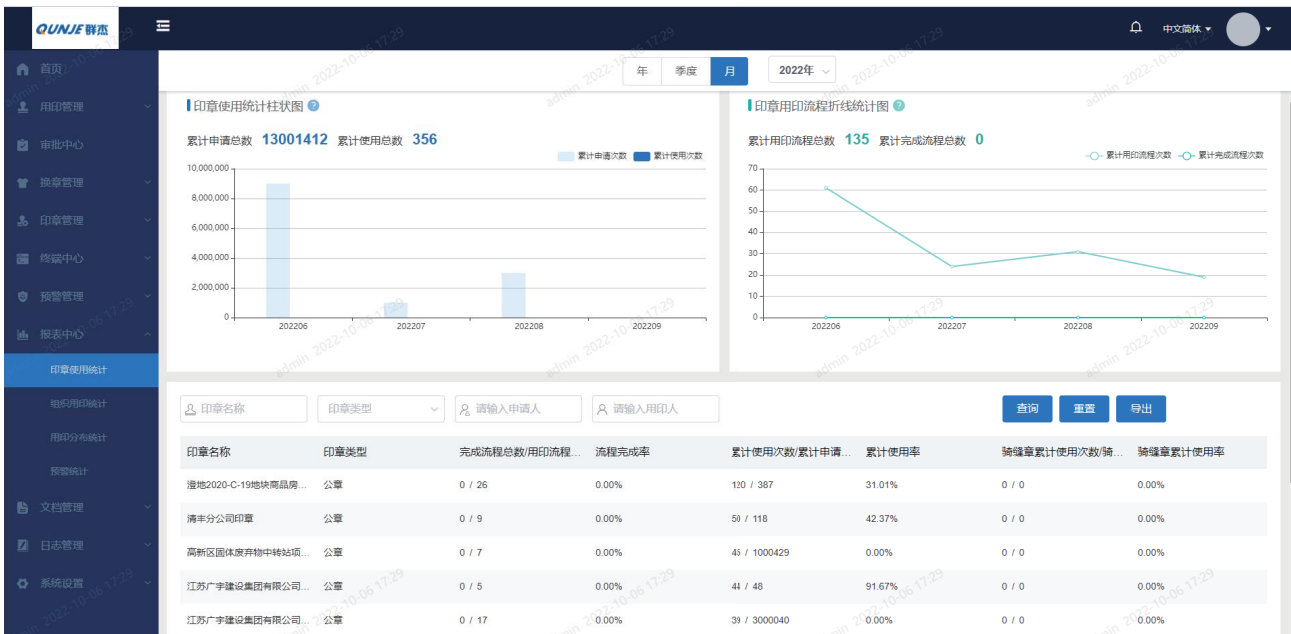 QUNJE群杰
中文简体
首页
用印管理
审批中心
换章管理
印章管理
终端中心
预警管理
报表中心
印章使用统计
组织用印统计
用印分布统计
预警统计
文档管理
日志管理
系统设置
年 季度 月 2022年
印章使用统计柱状图 ?
累计申请总数 13001412 累计使用总数 356
累计申请次数 累计使用次数
10,000,000
8,000,000
6,000,000
4,000,000
2,000,000
0
202206 202207 202208 202209
印章用印流程折线统计图 ?
累计用印流程总数 135 累计完成流程总数 0
累计用印流程次数 累计完成流程次数
70
60
50
40
30
20
10
0
202206 202207 202208 202209
印章名称 印章类型 请输入申请人 请输入用印人 查询 重置 导出
印章名称 印章类型 完成流程总数/用印流程... 流程完成率 累计使用次数/累计申请... 累计使用率 骑缝章累计使用次数/骑... 骑缝章累计使用率
澄地2020-C-19地块商品房... 公章 0 / 26 0.00% 120 / 387 31.01% 0 / 0 0.00%
清丰分公司印章 公章 0 / 9 0.00% 50 / 118 42.37% 0 / 0 0.00%
高新区固体废弃物中转站项... 公章 0 / 7 0.00% 45 / 1000429 0.00% 0 / 0 0.00%
江苏广宇建设集团有限公司... 公章 0 / 5 0.00% 44 / 48 91.67% 0 / 0 0.00%
江苏广宇建设集团有限公司... 公章 0 / 17 0.00% 39 / 3000040 0.00% 0 / 0 0.00%
admin 2022-10-06 17:29